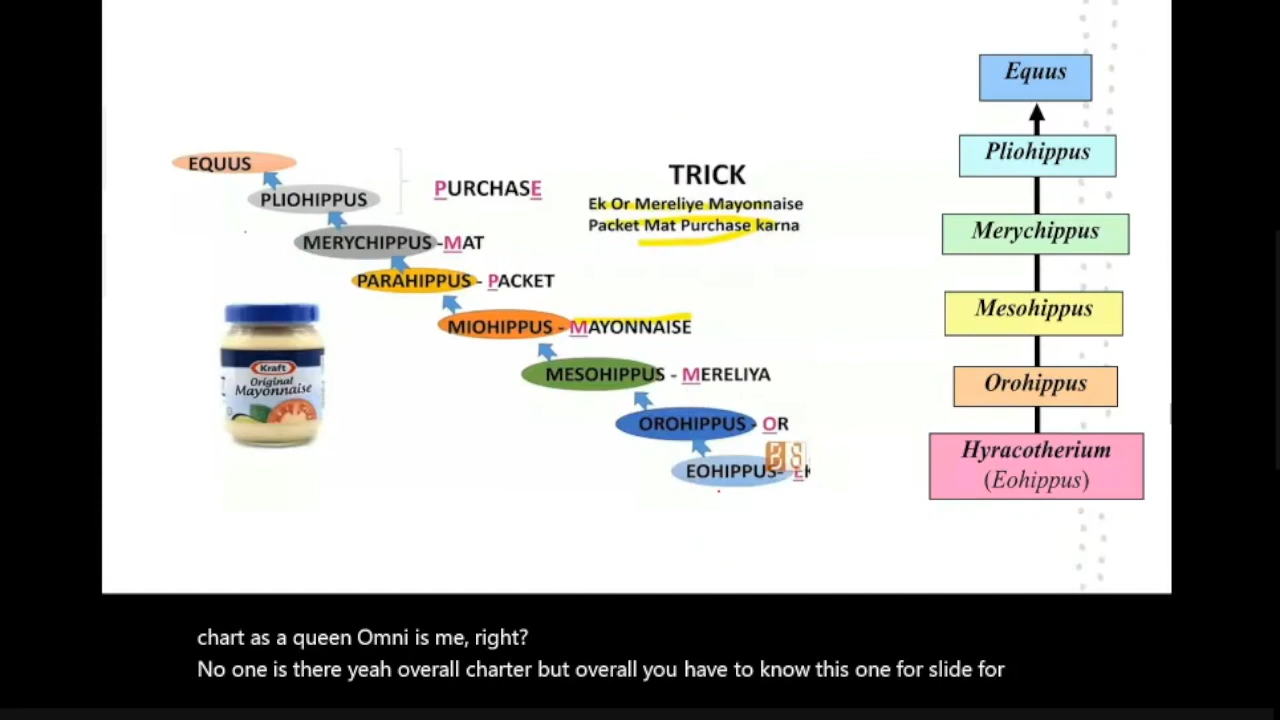 EQUUS
PLIOHIPPUS
PURCHASE
MERYCHIPPUS -MAT
PARAHIPPUS - PACKET
MIOHIPPUS - MAYONNAISE
MESOHIPPUS - MERELIYA
OROHIPPUS - OR
EOHIPPUS-
TRICK
Ek Or Mereliye Mayonnaise
Packet Mat Purchase karna
Kraft
Original
Mayonnaise
Equus
Pliohippus
Merychippus
Mesohippus
Orohippus
Hyracotherium
(Eohippus)
chart as a queen Omni is me, right?
No one is there yeah overall charter but overall you have to know this one for slide for